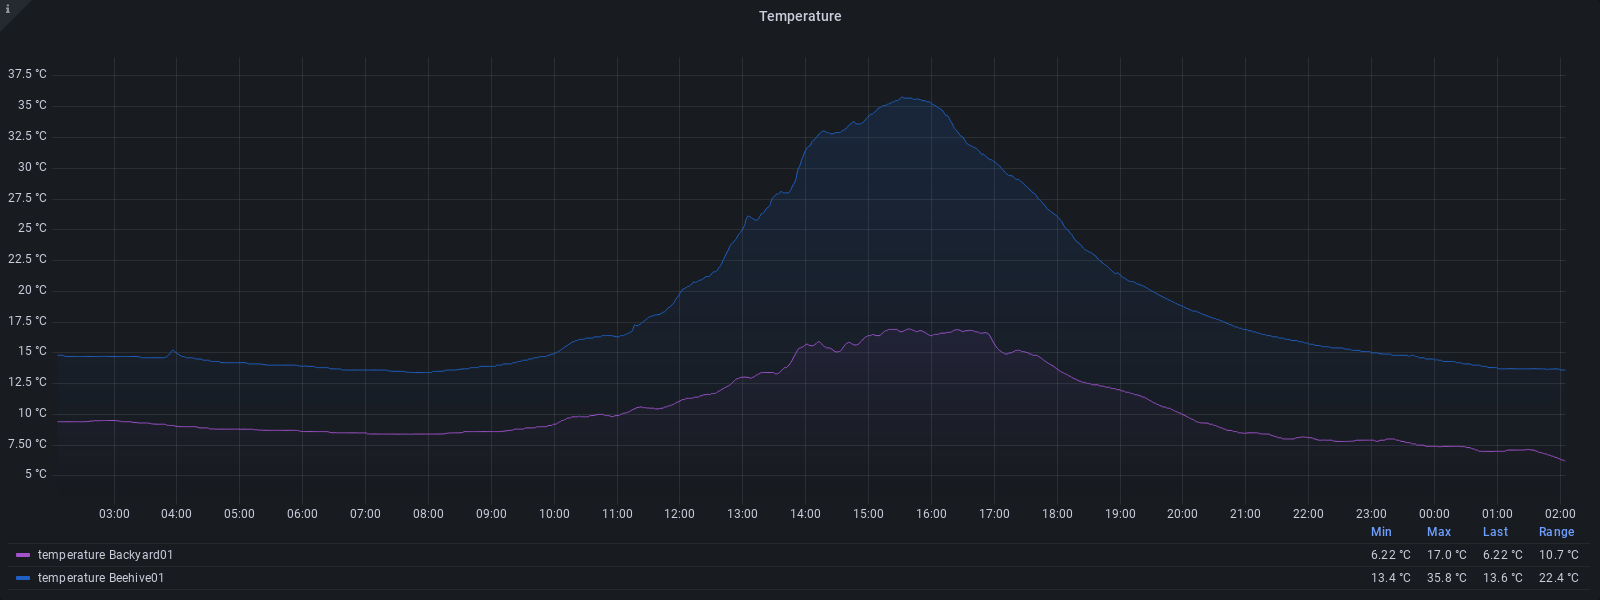 i
Temperature
37.5 °C
35 °C
32.5 °C
30 °C
27.5 °C
25 °C
22.5 °C
20 °C
17.5 °C
15 °C
12.5 °C
10 °C
7.50 °C
5 °C
03:00 04:00 05:00 06:00 07:00 08:00 09:00 10:00 11:00 12:00 13:00 14:00 15:00 16:00 17:00 18:00 19:00 20:00 21:00 22:00 23:00 00:00 01:00 02:00
Min Max Last Range
temperature Backyard01 6.22 °C 17.0 °C 6.22 °C 10.7 °C
temperature Beehive01 13.4 °C 35.8 °C 13.6 °C 22.4 °C